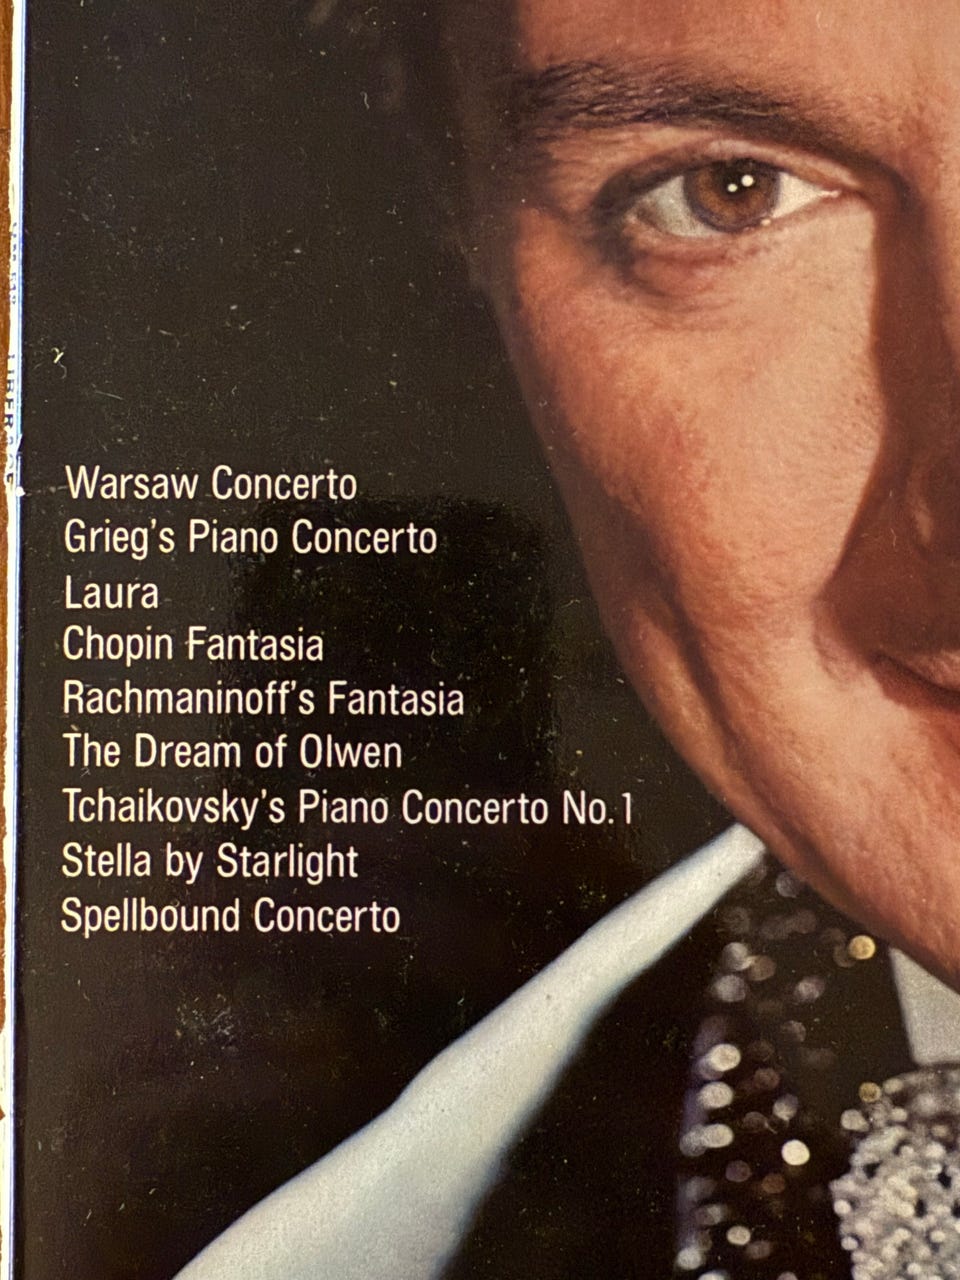 Warsaw Concerto
Grieg's Piano Concerto
Laura
Chopin Fantasia
Rachmaninoff's Fantasia
The Dream of Olwen
Tchaikovsky's Piano Concerto No.1
Stella by Starlight
Spellbound Concerto